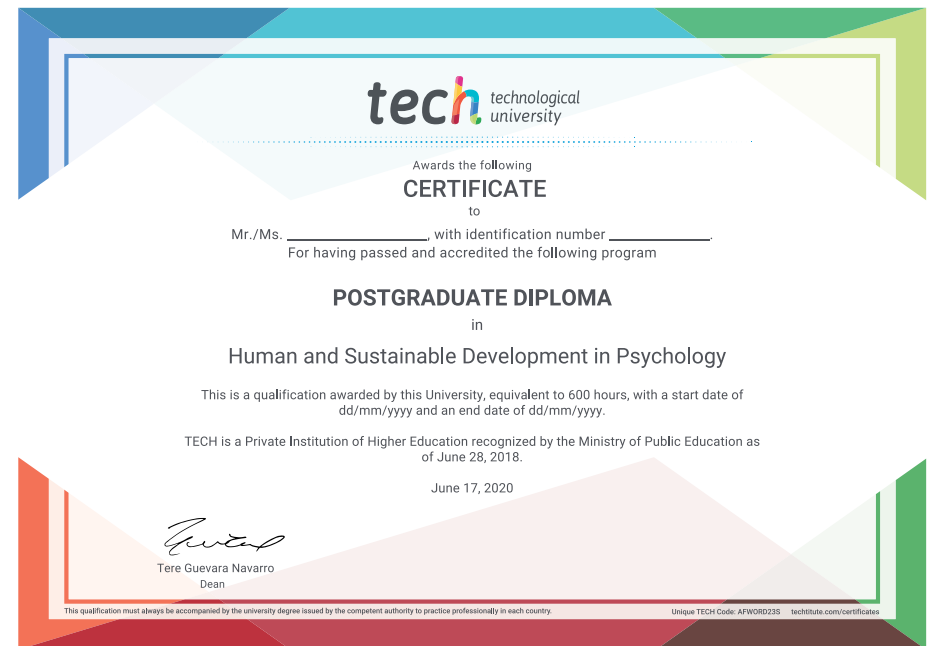 tech technological
university
Awards the following
CERTIFICATE
to
Mr./Ms. ____________________, with identification number ______________.
For having passed and accredited the following program
POSTGRADUATE DIPLOMA
in
Human and Sustainable Development in Psychology
This is a qualification awarded by this University, equivalent to 600 hours, with a start date of
dd/mm/yyyy and an end date of dd/mm/yyyy.
TECH is a Private Institution of Higher Education recognized by the Ministry of Public Education as
of June 28, 2018.
June 17, 2020
Tere Guevara Navarro
Dean
This qualification must always be accompanied by the university degree issued by the competent authority to practice professionally in each country.
Unique TECH Code: AFWORD23S techtitute.com/certificates